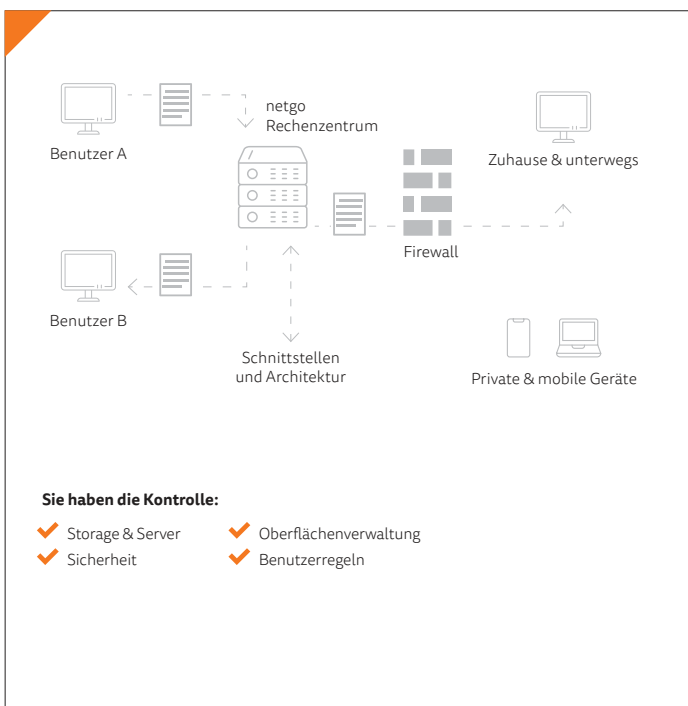 netgo
Rechenzentrum
Benutzer A
Zuhause & unterwegs
Firewall
Benutzer B
Schnittstellen
und Architektur
Private & mobile Geräte
Sie haben die Kontrolle:
Storage & Server
Oberflächenverwaltung
Sicherheit
Benutzerregeln